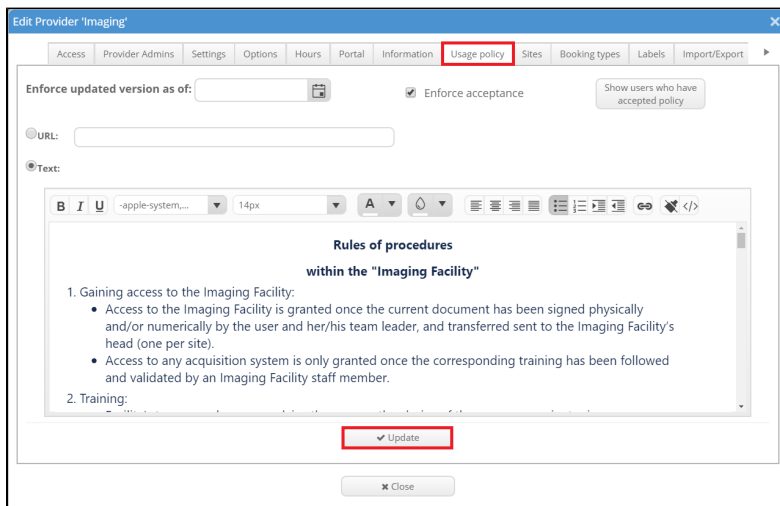 Edit Provider 'Imaging'
Access Provider Admins Settings Options Hours Portal Information Usage policy Sites Booking types Labels Import/Export
Enforce updated version as of:
Enforce acceptance
Show users who have
accepted policy
URL:
Text:
B I U -apple-system,... 14px A
Rules of procedures
within the "Imaging Facility"
1. Gaining access to the Imaging Facility:
• Access to the Imaging Facility is granted once the current document has been signed physically
and/or numerically by the user and her/his team leader, and transferred sent to the Imaging Facility's
head (one per site).
• Access to any acquisition system is only granted once the corresponding training has been followed
and validated by an Imaging Facility staff member.
2. Training:
✔ Update
✖ Close